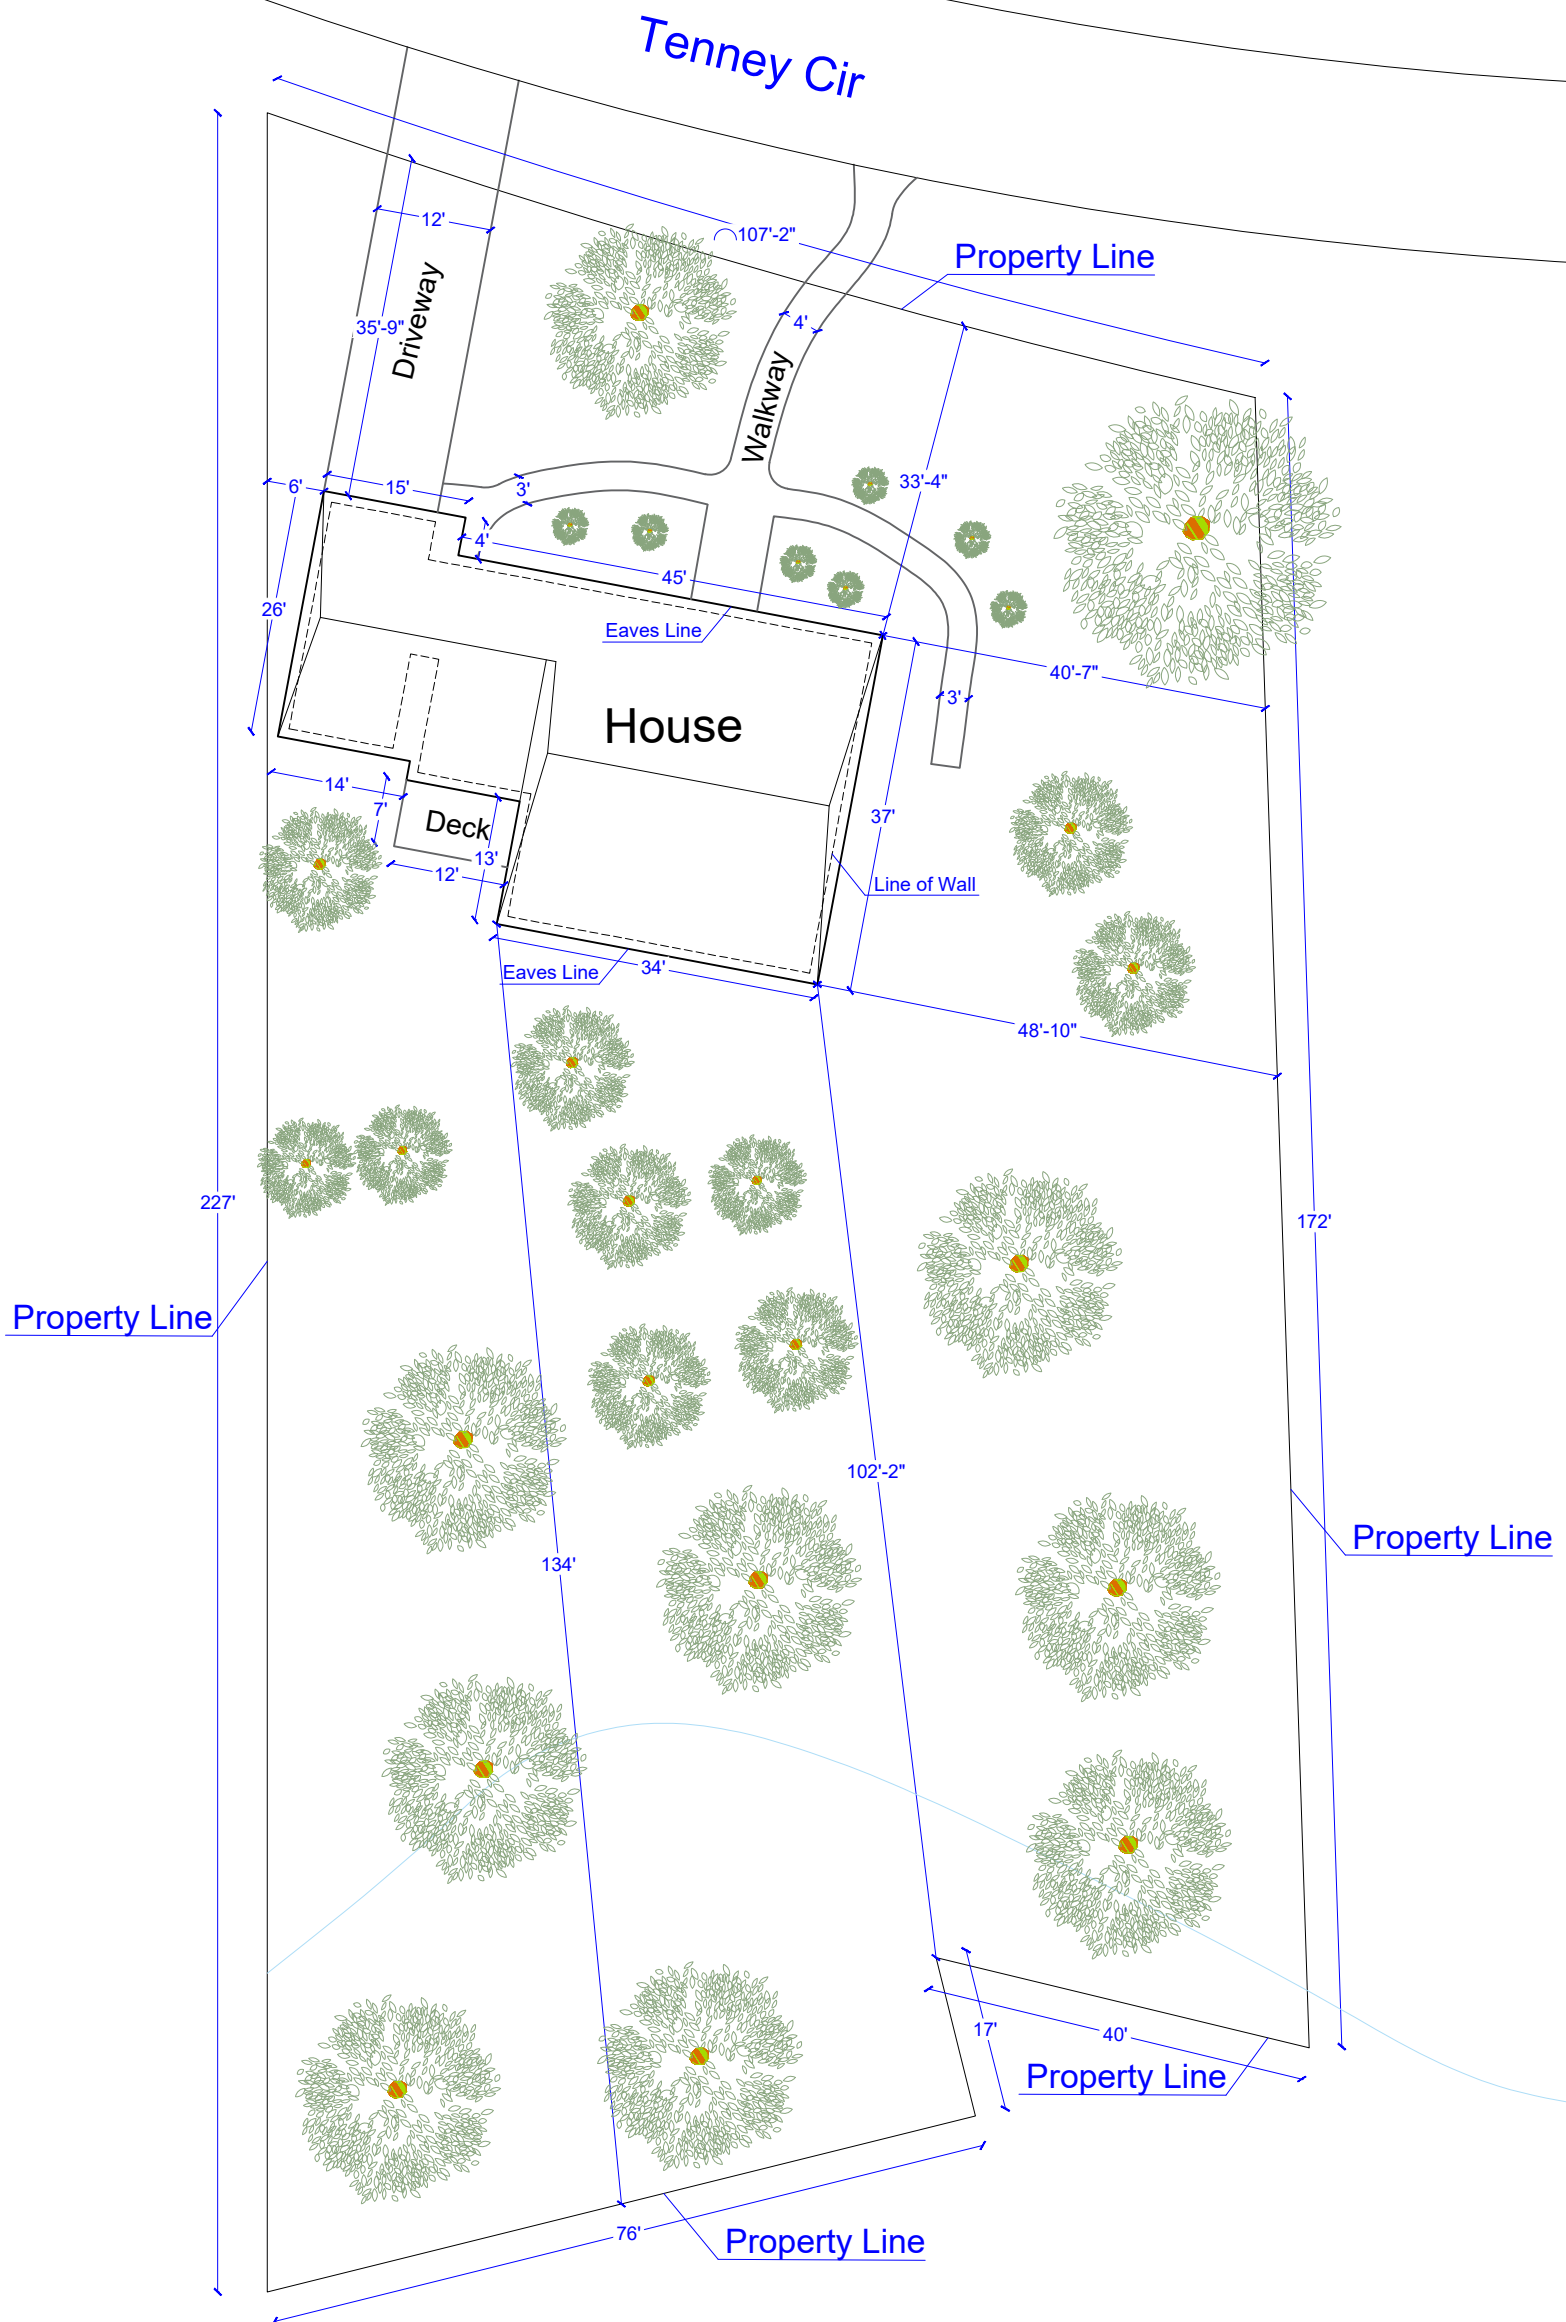 Tenney Cir
107'-2"
12'
Property Line
35'-9"
Driveway
4'
Walkway
33'-4"
6'
15'
3'
4'
45'
26'
Eaves Line
40'-7"
3'
House
14'
7'
Deck
37'
13'
12'
Line of Wall
34'
Eaves Line
48'-10"
227'
172'
Property Line
102'-2"
Property Line
134'
17'
40'
Property Line
76'
Property Line